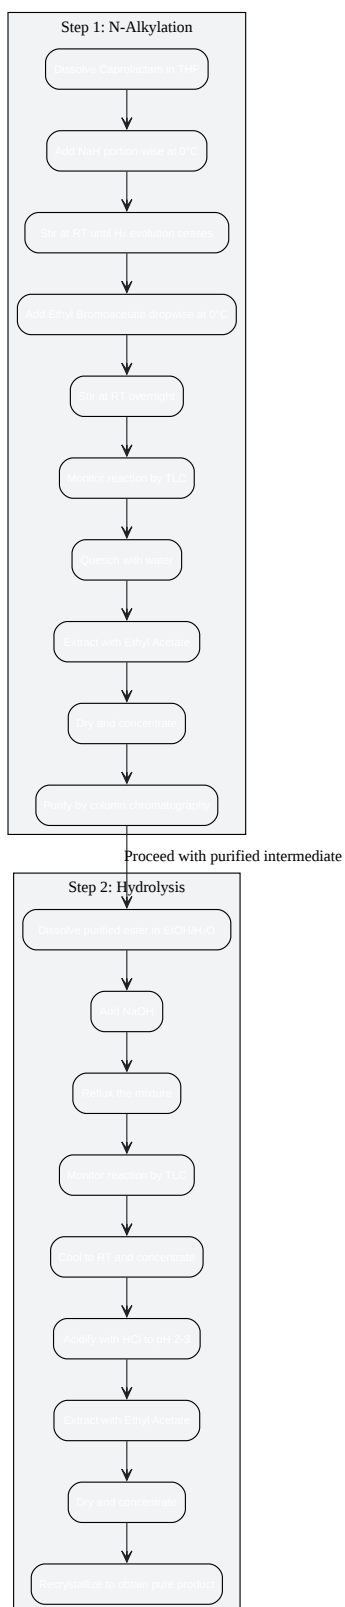 Step 1: N-Alkylation
Dissolve Caprolactam in THF
Add NaH portion-wise at 0°C
Stir at RT until H₂ evolution ceases
Add Ethyl Bromoacetate dropwise at 0°C
Stir at RT overnight
Monitor reaction by TLC
Quench with water
Extract with Ethyl Acetate
Dry and concentrate
Purify by column chromatography
Proceed with purified intermediate
Step 2: Hydrolysis
Dissolve purified ester in EtOH/H₂O
Add NaOH
Reflux the mixture
Monitor reaction by TLC
Cool to RT and concentrate
Acidify with HCl to pH 2-3
Extract with Ethyl Acetate
Dry and concentrate
Recrystallize to obtain pure product